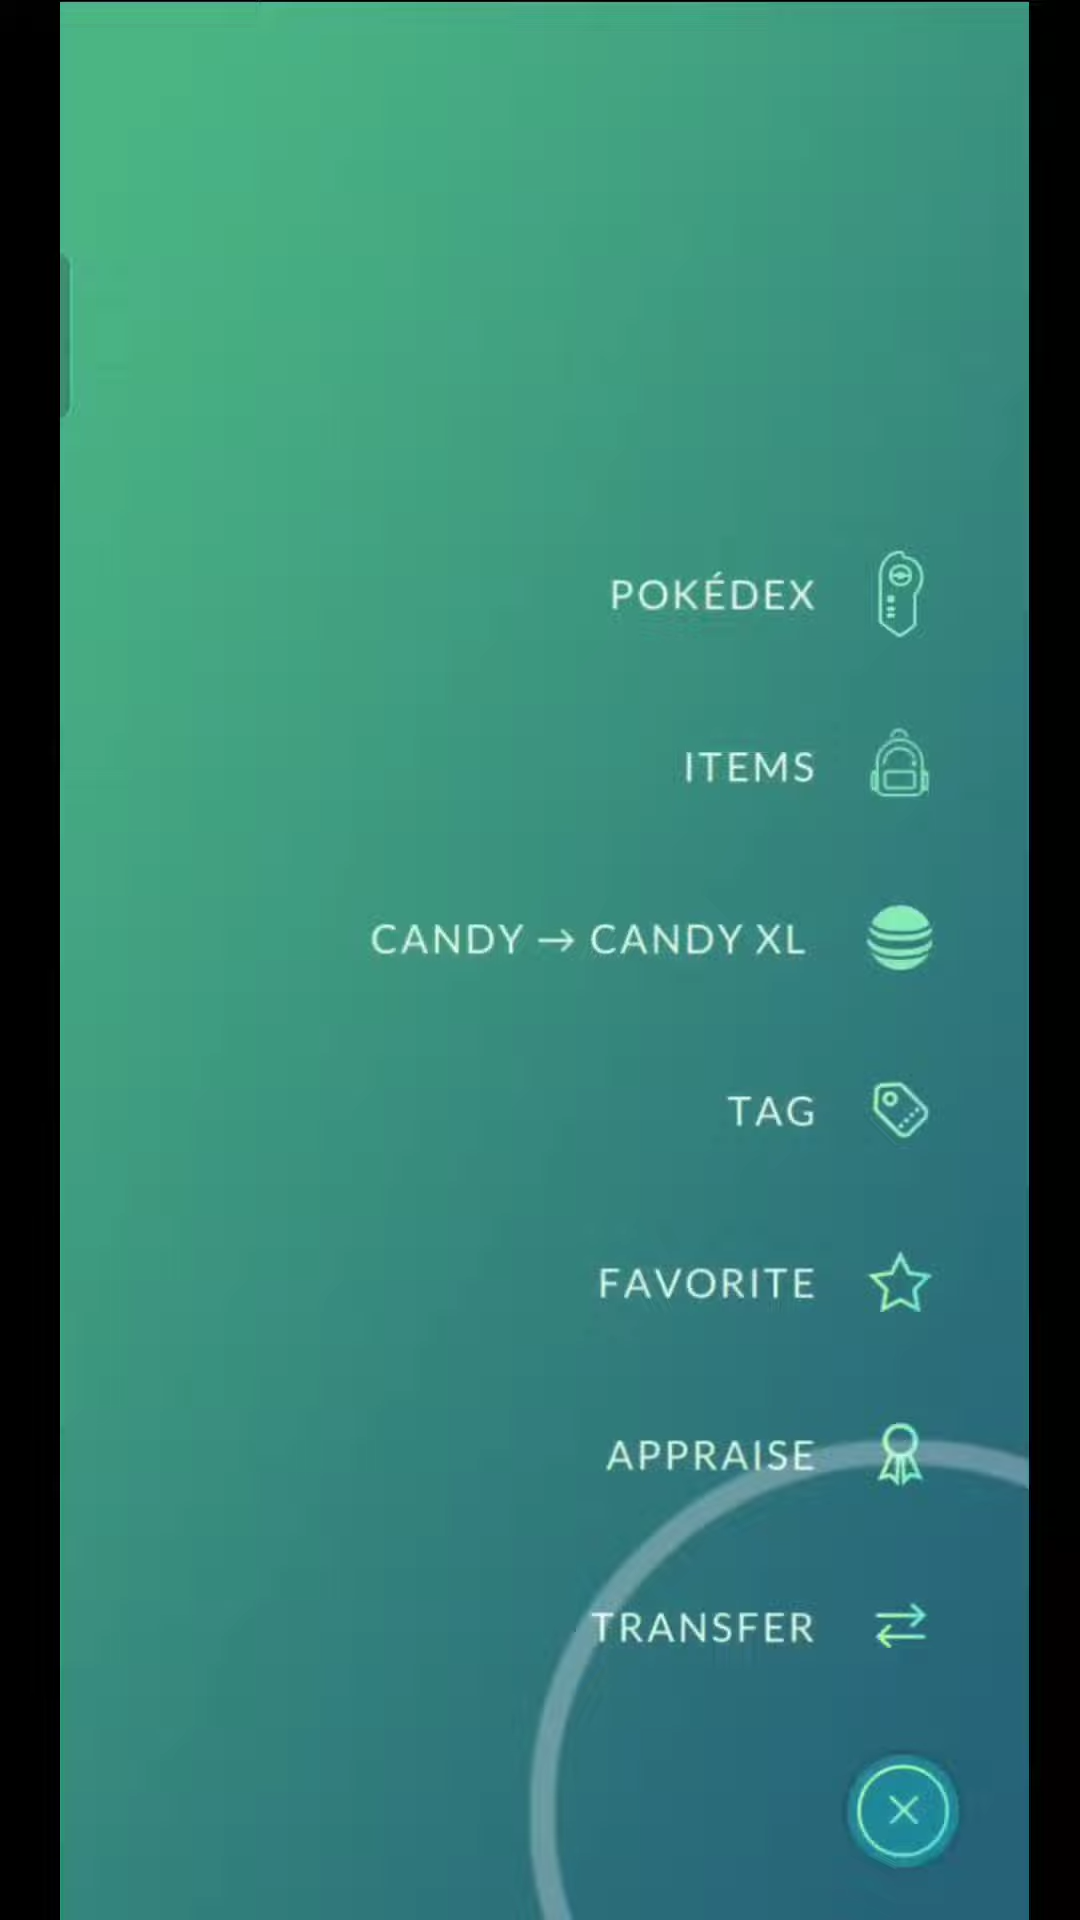 POKÉDEX
ITEMS
CANDY → CANDY XL
TAG
FAVORITE
APPRAISE
TRANSFER